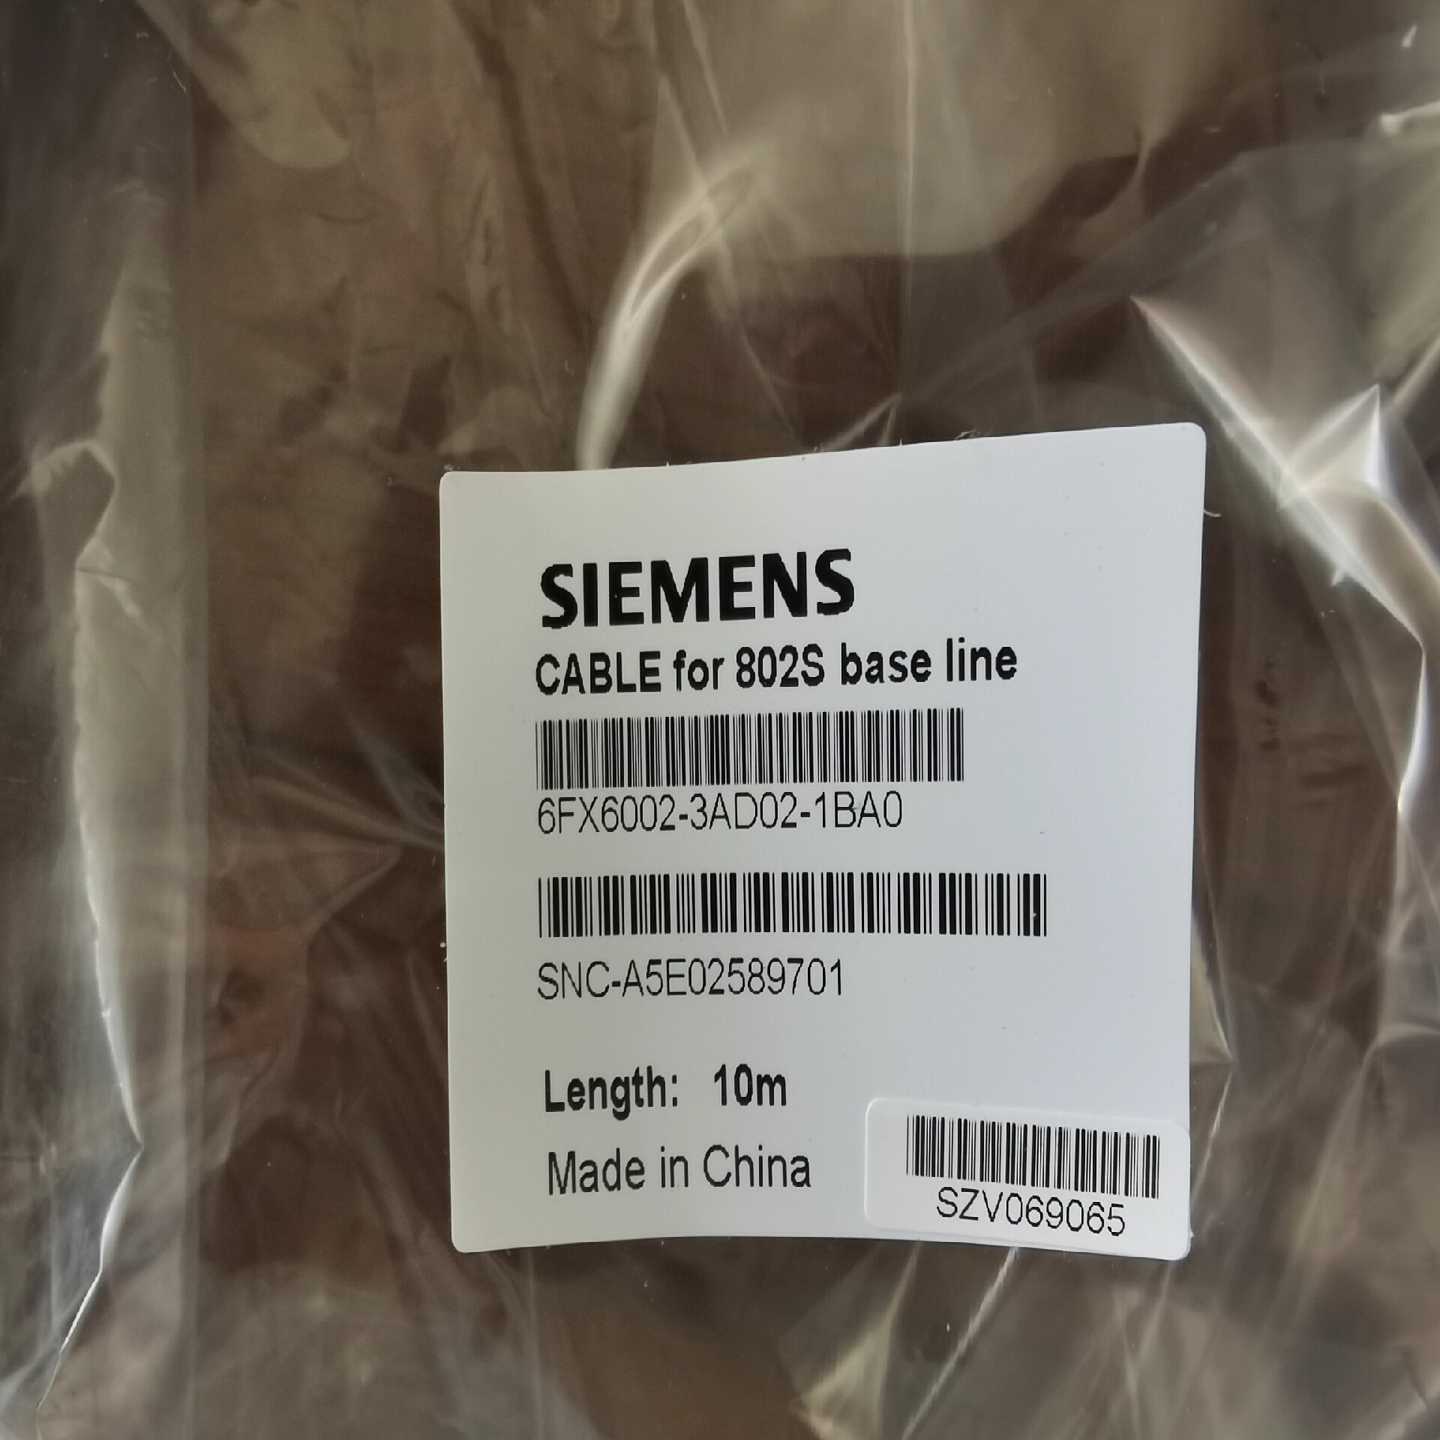 SIEMENS
CABLE for 802S base line
6FX6002-3AD02-1BA0
SNC-A5E02589701
Length: 10m
Made in China
SZV069065